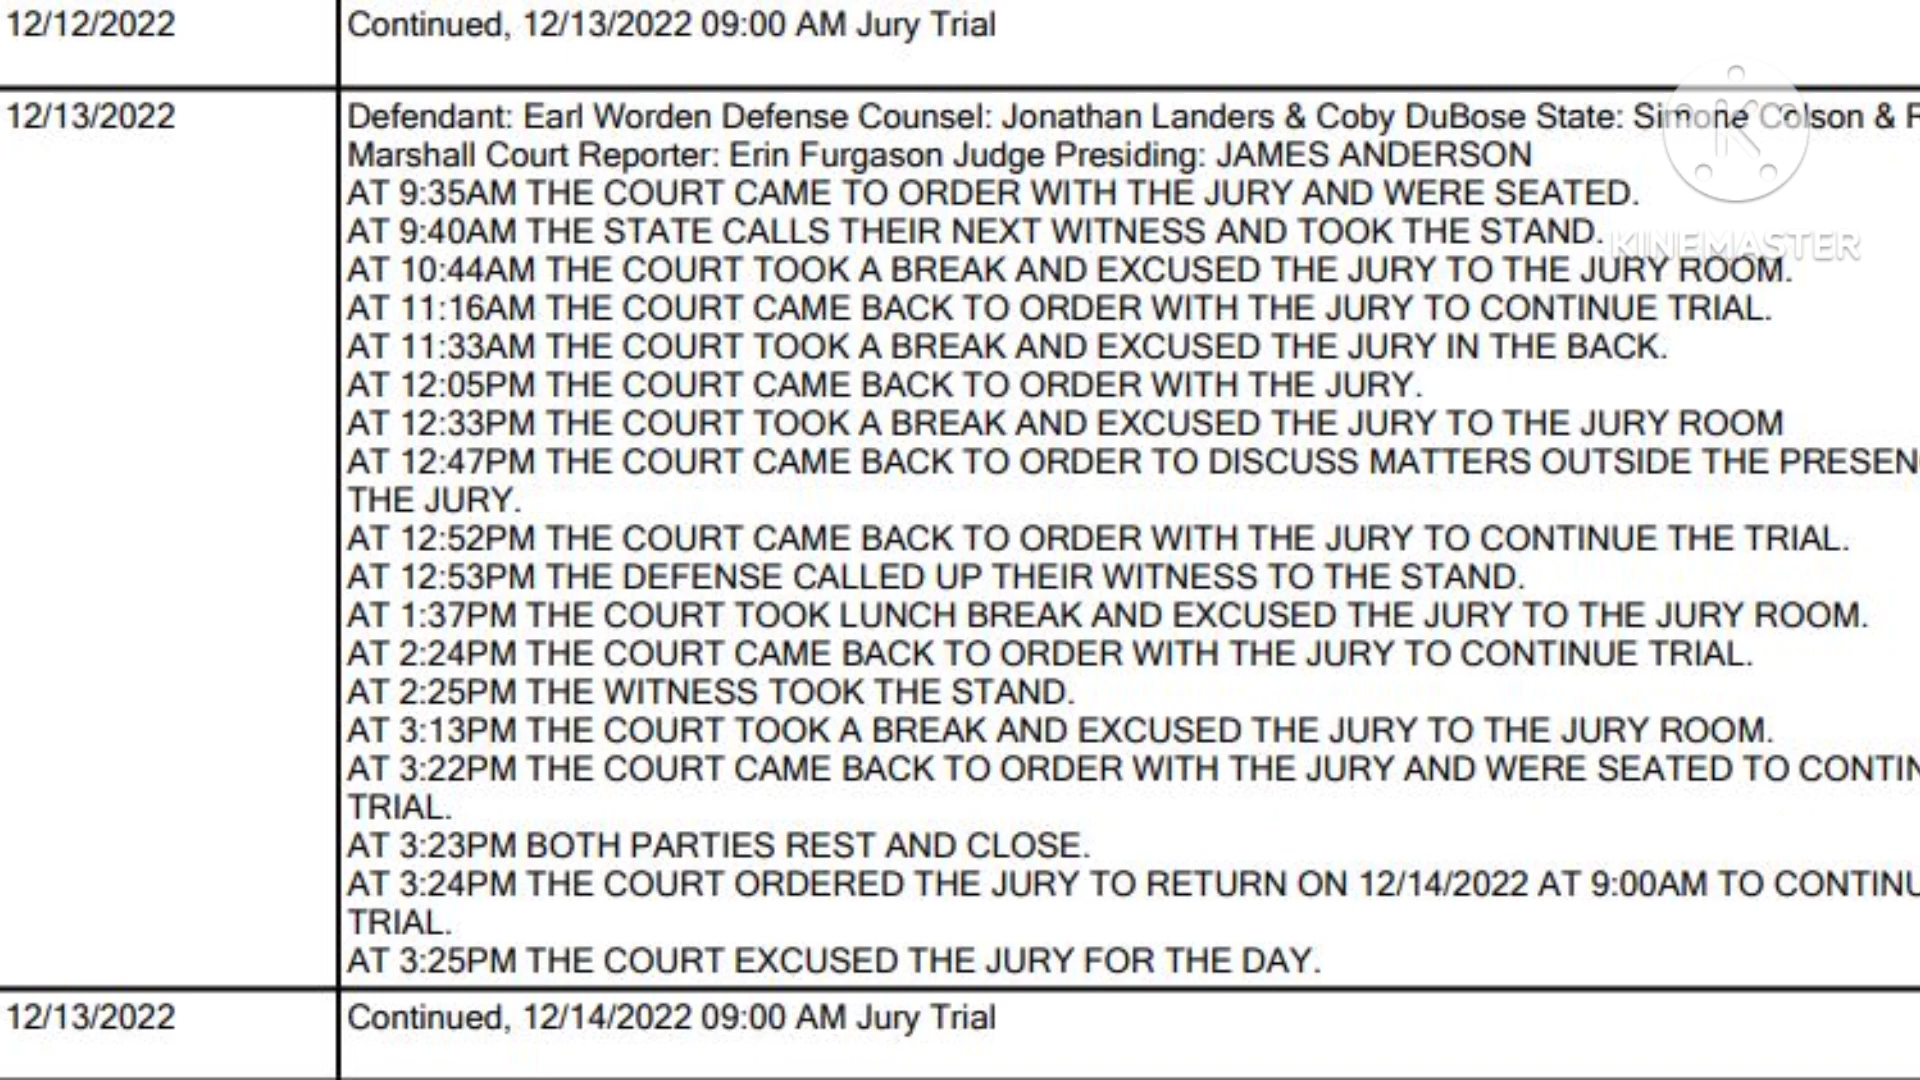 12/12/2022 Continued, 12/13/2022 09:00 AM Jury Trial
12/13/2022 Defendant: Earl Worden Defense Counsel: Jonathan Landers & Coby DuBose State: Simone Colson & R
Marshall Court Reporter: Erin Furgason Judge Presiding: JAMES ANDERSON
AT 9:35AM THE COURT CAME TO ORDER WITH THE JURY AND WERE SEATED.
AT 9:40AM THE STATE CALLS THEIR NEXT WITNESS AND TOOK THE STAND.
KINEMASTER
AT 10:44AM THE COURT TOOK A BREAK AND EXCUSED THE JURY TO THE JURY ROOM.
AT 11:16AM THE COURT CAME BACK TO ORDER WITH THE JURY TO CONTINUE TRIAL.
AT 11:33AM THE COURT TOOK A BREAK AND EXCUSED THE JURY IN THE BACK.
AT 12:05PM THE COURT CAME BACK TO ORDER WITH THE JURY.
AT 12:33PM THE COURT TOOK A BREAK AND EXCUSED THE JURY TO THE JURY ROOM
AT 12:47PM THE COURT CAME BACK TO ORDER TO DISCUSS MATTERS OUTSIDE THE PRESEN
THE JURY.
AT 12:52PM THE COURT CAME BACK TO ORDER WITH THE JURY TO CONTINUE THE TRIAL.
AT 12:53PM THE DEFENSE CALLED UP THEIR WITNESS TO THE STAND.
AT 1:37PM THE COURT TOOK LUNCH BREAK AND EXCUSED THE JURY TO THE JURY ROOM.
AT 2:24PM THE COURT CAME BACK TO ORDER WITH THE JURY TO CONTINUE TRIAL.
AT 2:25PM THE WITNESS TOOK THE STAND.
AT 3:13PM THE COURT TOOK A BREAK AND EXCUSED THE JURY TO THE JURY ROOM.
AT 3:22PM THE COURT CAME BACK TO ORDER WITH THE JURY AND WERE SEATED TO CONTIN
TRIAL.
AT 3:23PM BOTH PARTIES REST AND CLOSE.
AT 3:24PM THE COURT ORDERED THE JURY TO RETURN ON 12/14/2022 AT 9:00AM TO CONTINU
TRIAL.
AT 3:25PM THE COURT EXCUSED THE JURY FOR THE DAY.
12/13/2022 Continued, 12/14/2022 09:00 AM Jury Trial